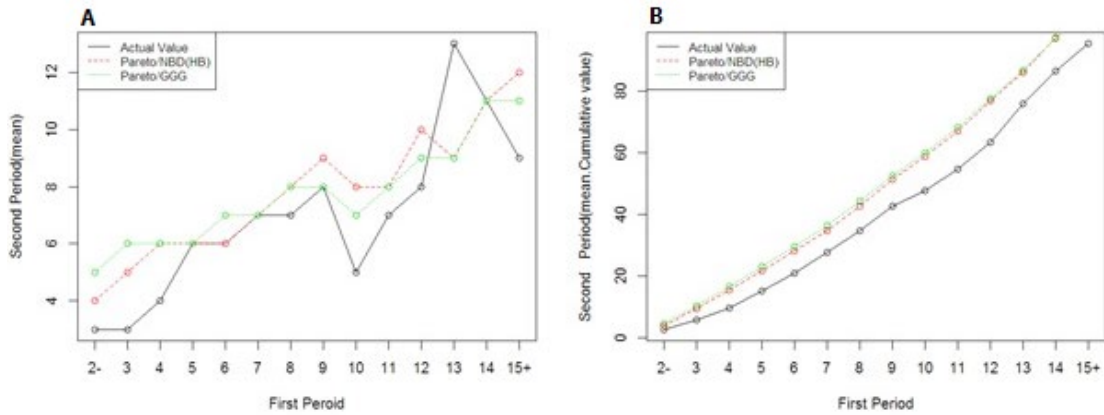 A
Actual Value
Pareto/NBD(HB)
Pareto/GGG
Second Period(mean)
12
10
8
6
4
2- 3 4 5 6 7 8 9 10 11 12 13 14 15+
First Peroid
B
Actual Value
Pareto/NBD(HB)
Pareto/GGG
Second Period(mean.Cumulative value)
80
60
40
20
0
2- 3 4 5 6 7 8 9 10 11 12 13 14 15+
First Period